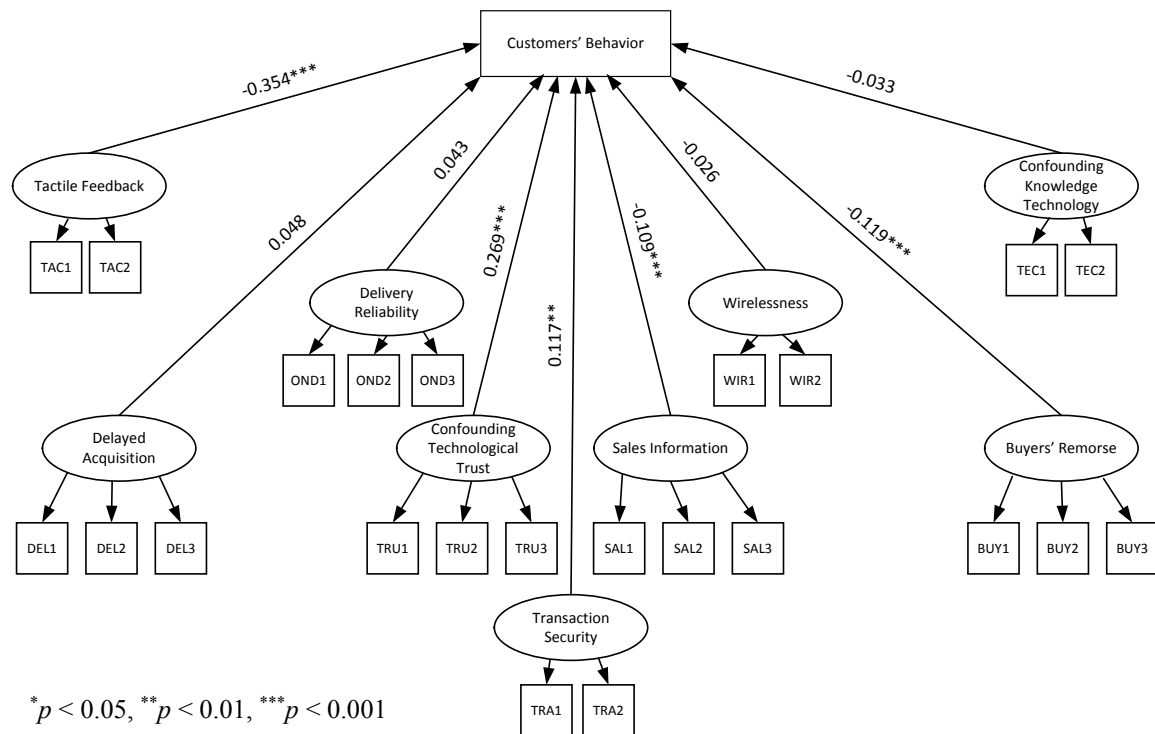 Customers’ Behavior
-0.354***
-0.033
0.043
-0.026
0.048
0.269***
0.117**
-0.109***
-0.119***
Tactile Feedback
TAC1
TAC2
Confounding
Knowledge
Technology
TEC1
TEC2
Delivery
Reliability
OND1
OND2
OND3
Wirelessness
WIR1
WIR2
Delayed
Acquisition
DEL1
DEL2
DEL3
Confounding
Technological
Trust
TRU1
TRU2
TRU3
Sales Information
SAL1
SAL2
SAL3
Buyers’ Remorse
BUY1
BUY2
BUY3
Transaction
Security
TRA1
TRA2
*p < 0.05, **p < 0.01, ***p < 0.001